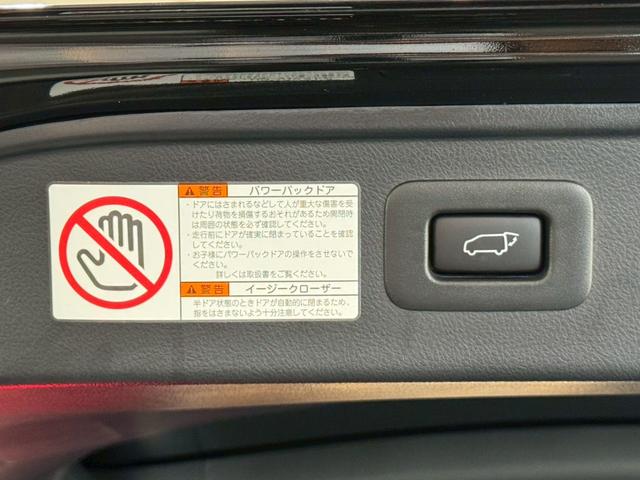 警告 パワーバックドア
・ドアにはさまれるなどして人が重大な傷害を受
けたり荷物を損傷するおそれがあるため開閉時
は周囲の状態を必ず確認してください。
・走行前にドアが確実に閉まっていることを確認
してください。
・お子様にパワーバックドアの操作をさせないで
ください。
詳しくは取扱書をご覧ください。
警告 イージークローザー
半ドア状態のときドアが自動的に閉まるため、
指をはさまないよう十分注意してください。